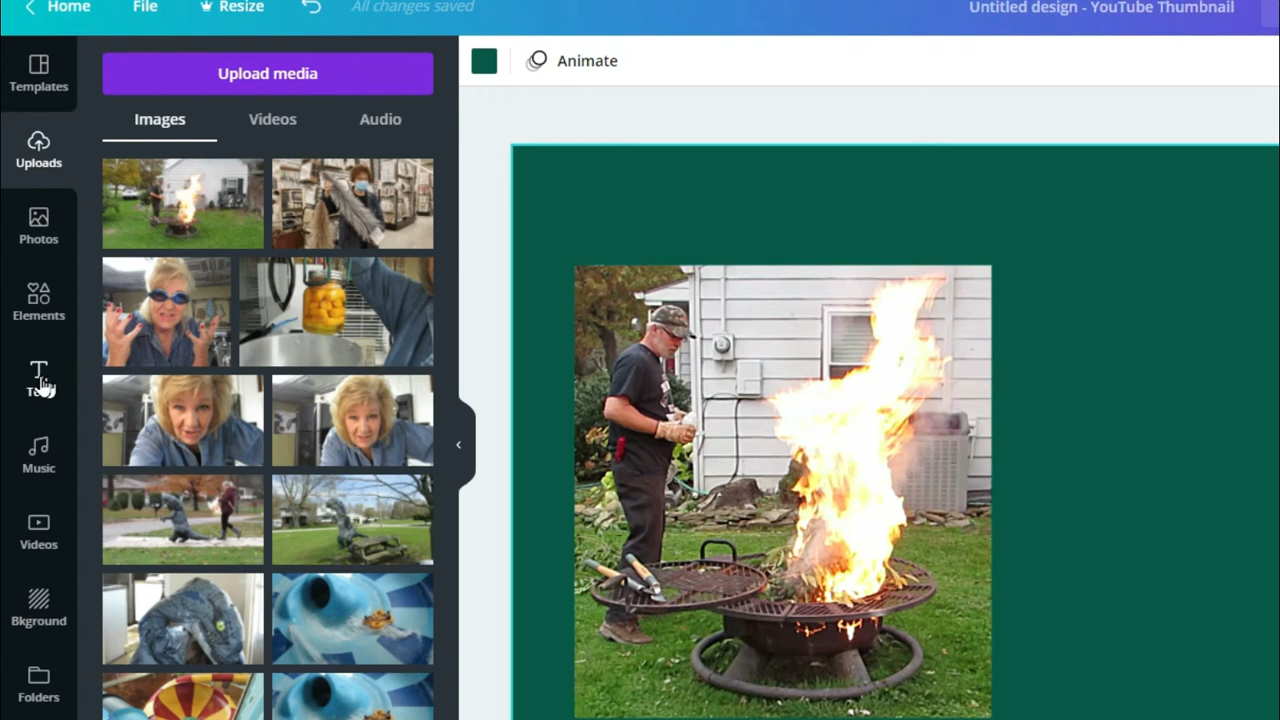 Home File Resize All changes saved Untitled design - YouTube Thumbnail
Templates
Uploads
Photos
Elements
Music
Videos
Bkground
Folders
Upload media
Images Videos Audio
Animate